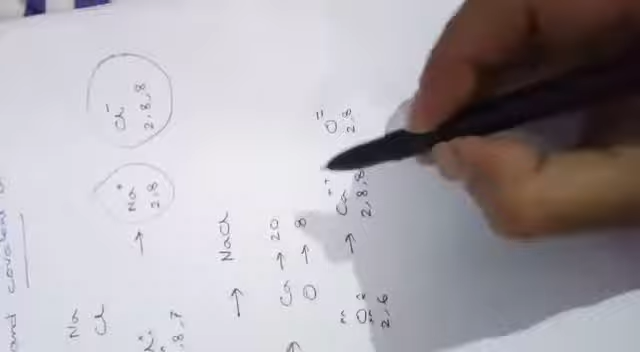 and covalent
Na
Cl
→ Na⁺ Cl⁻
2,8 2,8,8
8,7
→ NaCl
Ca → 20
O → 8
O → Ca⁺⁺ O⁼
2,6 2,8,8 2,8